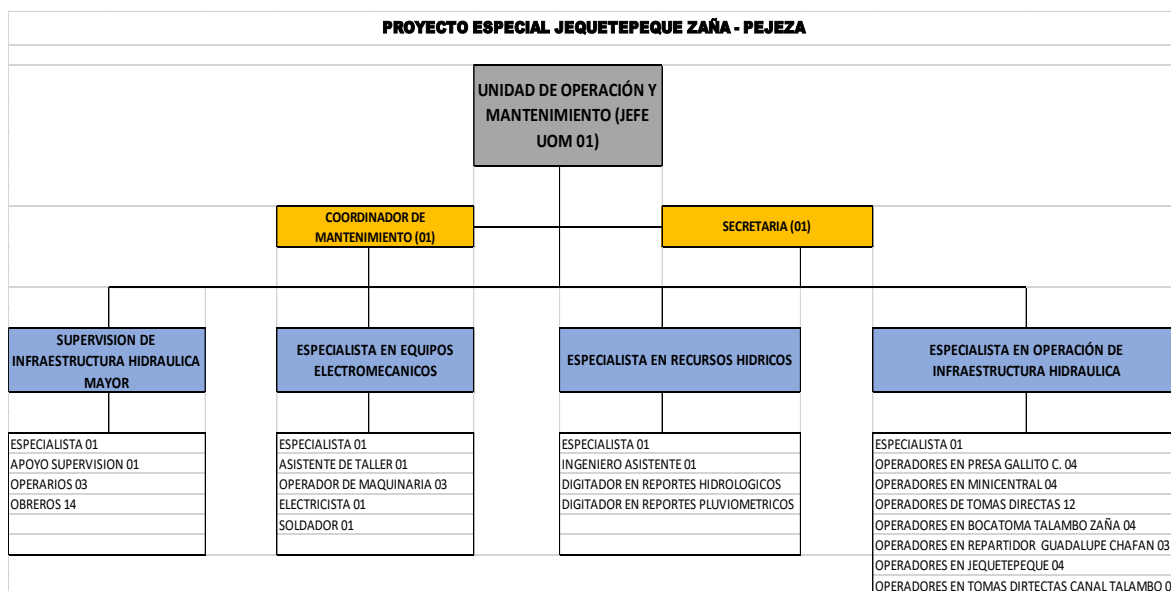 PROYECTO ESPECIAL JEQUETEPEQUE ZAÑA - PEJEZA
UNIDAD DE OPERACIÓN Y
MANTENIMIENTO (JEFE
UOM 01)
COORDINADOR DE
MANTENIMIENTO (01)
SECRETARIA (01)
SUPERVISION DE
INFRAESTRUCTURA HIDRAULICA
MAYOR
ESPECIALISTA EN EQUIPOS
ELECTROMECANICOS
ESPECIALISTA EN RECURSOS HIDRICOS
ESPECIALISTA EN OPERACIÓN DE
INFRAESTRUCTURA HIDRAULICA
ESPECIALISTA 01
APOYO SUPERVISION 01
OPERARIOS 03
OBREROS 14
ESPECIALISTA 01
ASISTENTE DE TALLER 01
OPERADOR DE MAQUINARIA 03
ELECTRICISTA 01
SOLDADOR 01
ESPECIALISTA 01
INGENIERO ASISTENTE 01
DIGITADOR EN REPORTES HIDROLOGICOS
DIGITADOR EN REPORTES PLUVIOMETRICOS
ESPECIALISTA 01
OPERADORES EN PRESA GALLITO C. 04
OPERADORES EN MINICENTRAL 04
OPERADORES DE TOMAS DIRECTAS 12
OPERADORES EN BOCATOMA TALAMBO ZAÑA 04
OPERADORES EN REPARTIDOR GUADALUPE CHAFAN 03
OPERADORES EN JEQUETEPEQUE 04
OPERADORES EN TOMAS DIRTECTAS CANAL TALAMBO